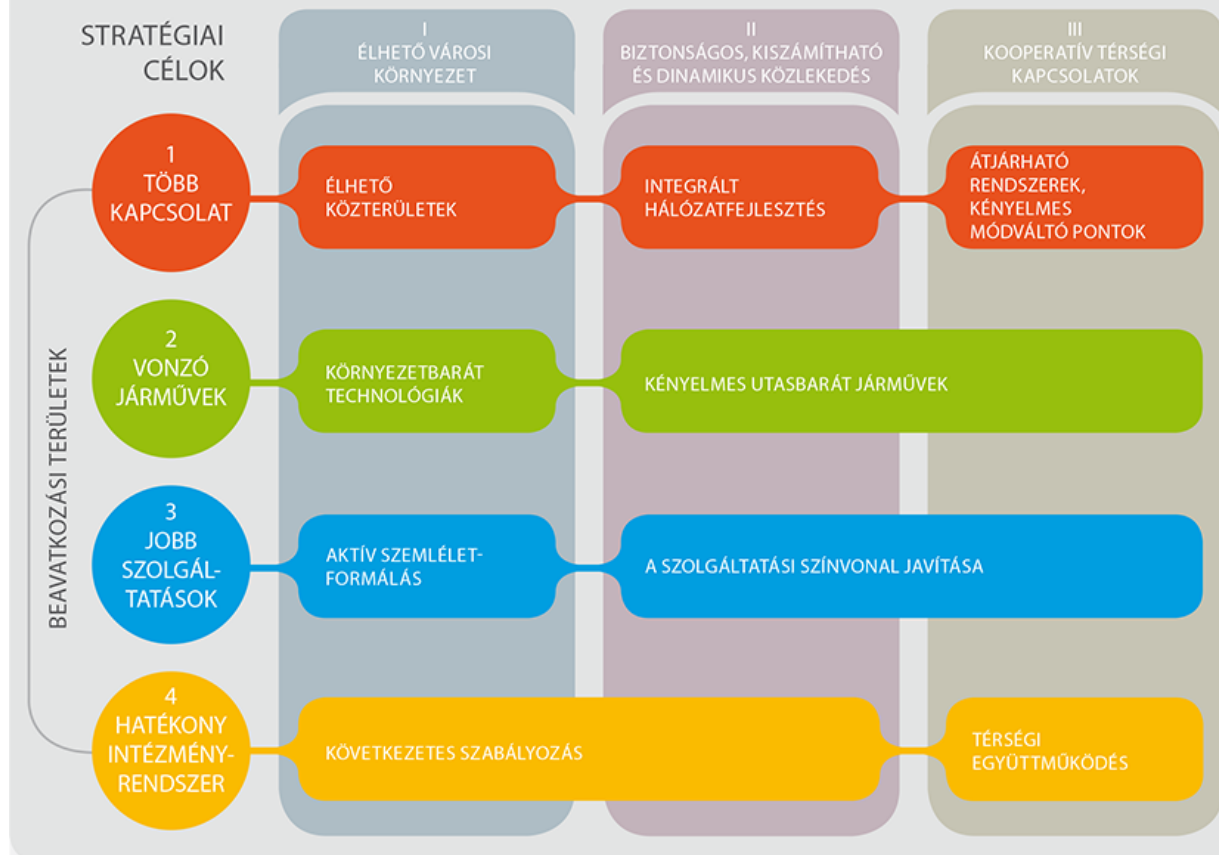 STRATÉGIAI
CÉLOK
I
ÉLHETŐ VÁROSI
KÖRNYEZET
II
BIZTONSÁGOS, KISZÁMÍTHATÓ
ÉS DINAMIKUS KÖZLEKEDÉS
III
KOOPERATÍV TÉRSÉGI
KAPCSOLATOK
BEAVATKOZÁSI TERÜLETEK
1
TÖBB
KAPCSOLAT
ÉLHETŐ
KÖZTERÜLETEK
INTEGRÁLT
HÁLÓZATFEJLESZTÉS
ÁTJÁRHATÓ
RENDSZEREK,
KÉNYELMES
MÓDVÁLTÓ PONTOK
2
VONZÓ
JÁRMŰVEK
KÖRNYEZETBARÁT
TECHNOLÓGIÁK
KÉNYELMES UTASBARÁT JÁRMŰVEK
3
JOBB
SZOLGÁL-
TATÁSOK
AKTÍV SZEMLÉLET-
FORMÁLÁS
A SZOLGÁLTATÁSI SZÍNVONAL JAVÍTÁSA
4
HATÉKONY
INTÉZMÉNY-
RENDSZER
KÖVETKEZETES SZABÁLYOZÁS
TÉRSÉGI
EGYÜTTMŰKÖDÉS